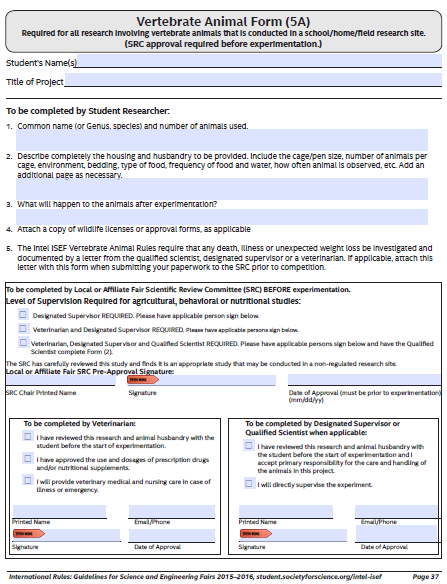 Vertebrate Animal Form (5A)
Required for all research involving vertebrate animals that is conducted in a school/home/field research site.
(SRC approval required before experimentation.)
Student's Name(s)
Title of Project
To be completed by Student Researcher:
1. Common name (or Genus, species) and number of animals used.
2. Describe completely the housing and husbandry to be provided. Include the cage/pen size, number of animals per
cage, environment, bedding, type of food, frequency of food and water, how often animal is observed, etc. Add an
additional page as necessary.
3. What will happen to the animals after experimentation?
4. Attach a copy of wildlife licenses or approval forms, as applicable
5. The Intel ISEF Vertebrate Animal Rules require that any death, illness or unexpected weight loss be investigated and
documented by a letter from the qualified scientist, designated supervisor or a veterinarian. If applicable, attach this
letter with this form when submitting your paperwork to the SRC prior to competition.
To be completed by Local or Affiliate Fair Scientific Review Committee (SRC) BEFORE experimentation.
Level of Supervision Required for agricultural, behavioral or nutritional studies:
Designated Supervisor REQUIRED. Please have applicable person sign below.
Veterinarian and Designated Supervisor REQUIRED. Please have applicable persons sign below.
Veterinarian, Designated Supervisor and Qualified Scientist REQUIRED. Please have applicable persons sign below and have the Qualified
Scientist complete Form (2).
The SRC has carefully reviewed this study and finds it is an appropriate study that may be conducted in a non-regulated research site.
Local or Affiliate Fair SRC Pre-Approval Signature:
SRC Chair Printed Name Signature Date of Approval (must be prior to experimentation)
(mm/dd/yy)
To be completed by Veterinarian:
I have reviewed this research and animal husbandry with the
student before the start of experimentation.
I have approved the use and dosages of prescription drugs
and/or nutritional supplements.
I will provide veterinary medical and nursing care in case of
illness or emergency.
Printed Name Email/Phone
Signature Date of Approval
To be completed by Designated Supervisor or
Qualified Scientist when applicable:
I have reviewed this research and animal husbandry with
the student before the start of experimentation and I
accept primary responsibility for the care and handling of
the animals in this project.
I will directly supervise the experiment.
Printed Name Email/Phone
Signature Date of Approval
International Rules: Guidelines for Science and Engineering Fairs 2015–2016, student.societyforscience.org/intel-isef Page 37